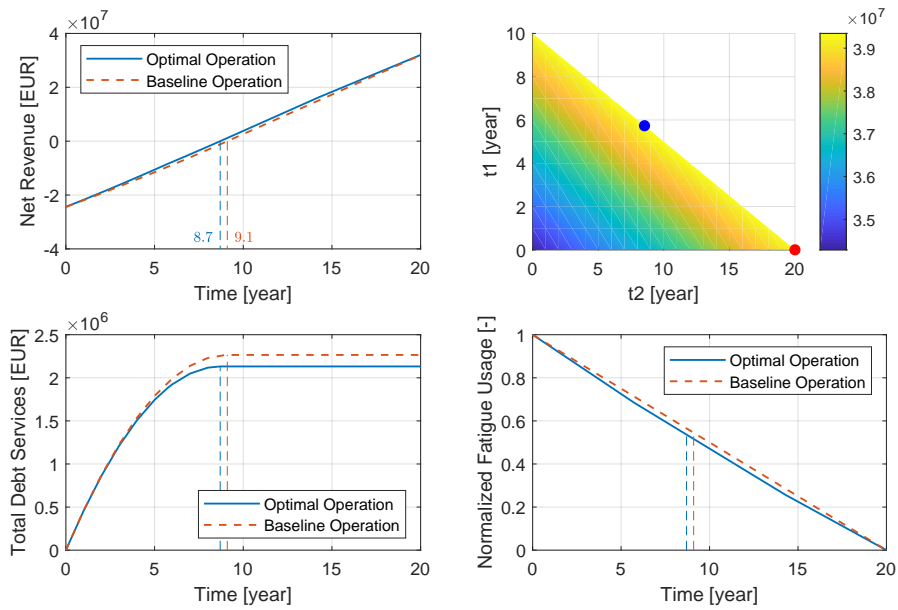 ×10^7
Net Revenue [EUR]
4
2
0
-2
-4
Optimal Operation
Baseline Operation
8.7 9.1
0 5 10 15 20
Time [year]
t1 [year]
10
8
6
4
2
0
0 5 10 15 20
t2 [year]
×10^7
3.9
3.8
3.7
3.6
3.5
×10^6
Total Debt Services [EUR]
2.5
2
1.5
1
0.5
0
Optimal Operation
Baseline Operation
0 5 10 15 20
Time [year]
Normalized Fatigue Usage [-]
1
0.8
0.6
0.4
0.2
0
Optimal Operation
Baseline Operation
0 5 10 15 20
Time [year]